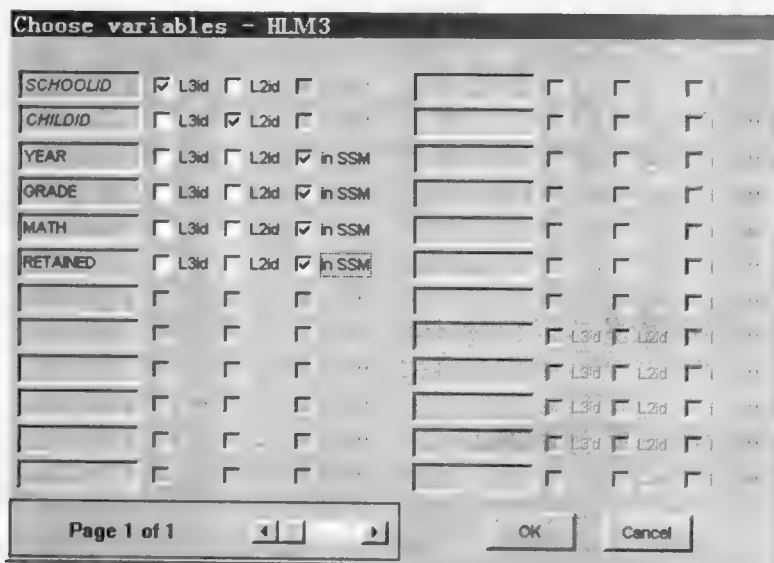 Choose variables - HLM3
SCHOOLID L3id L2id
CHILDID L3id L2id
YEAR L3id L2id in SSM
GRADE L3id L2id in SSM
MATH L3id L2id in SSM
RETAINED L3id L2id in SSM
L3id L2id
L3id L2id
L3id L2id
L3id L2id
Page 1 of 1
OK Cancel